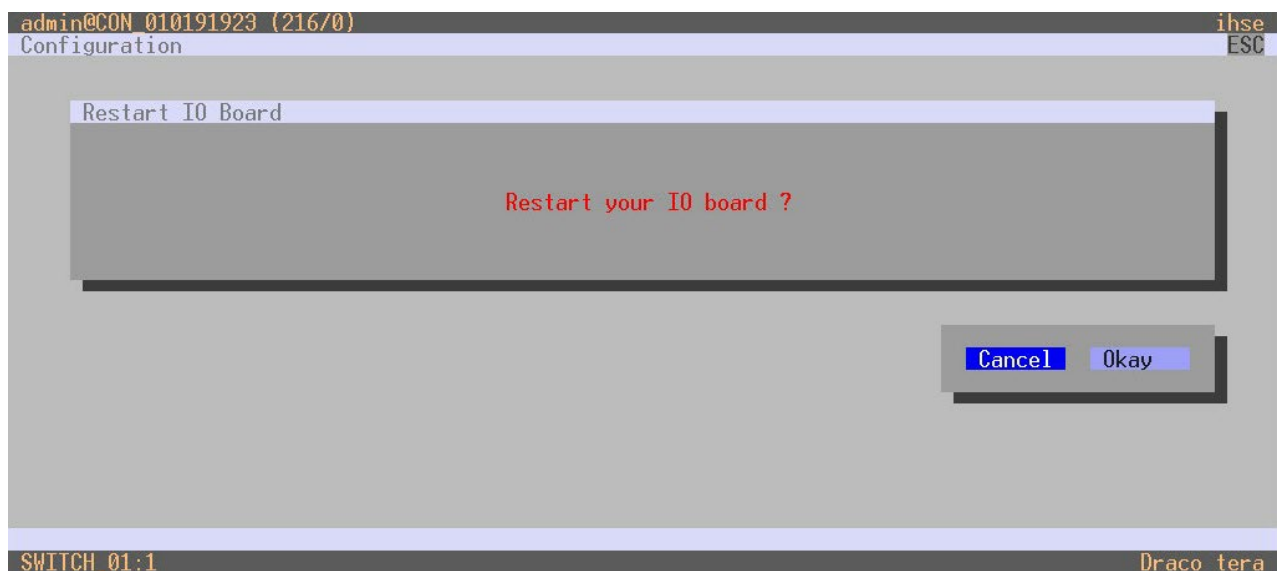 admin@CON_010191923 (216/0) ihse
Configuration ESC
Restart IO Board
Restart your IO board ?
Cancel Okay
SWITCH 01:1 Draco tera